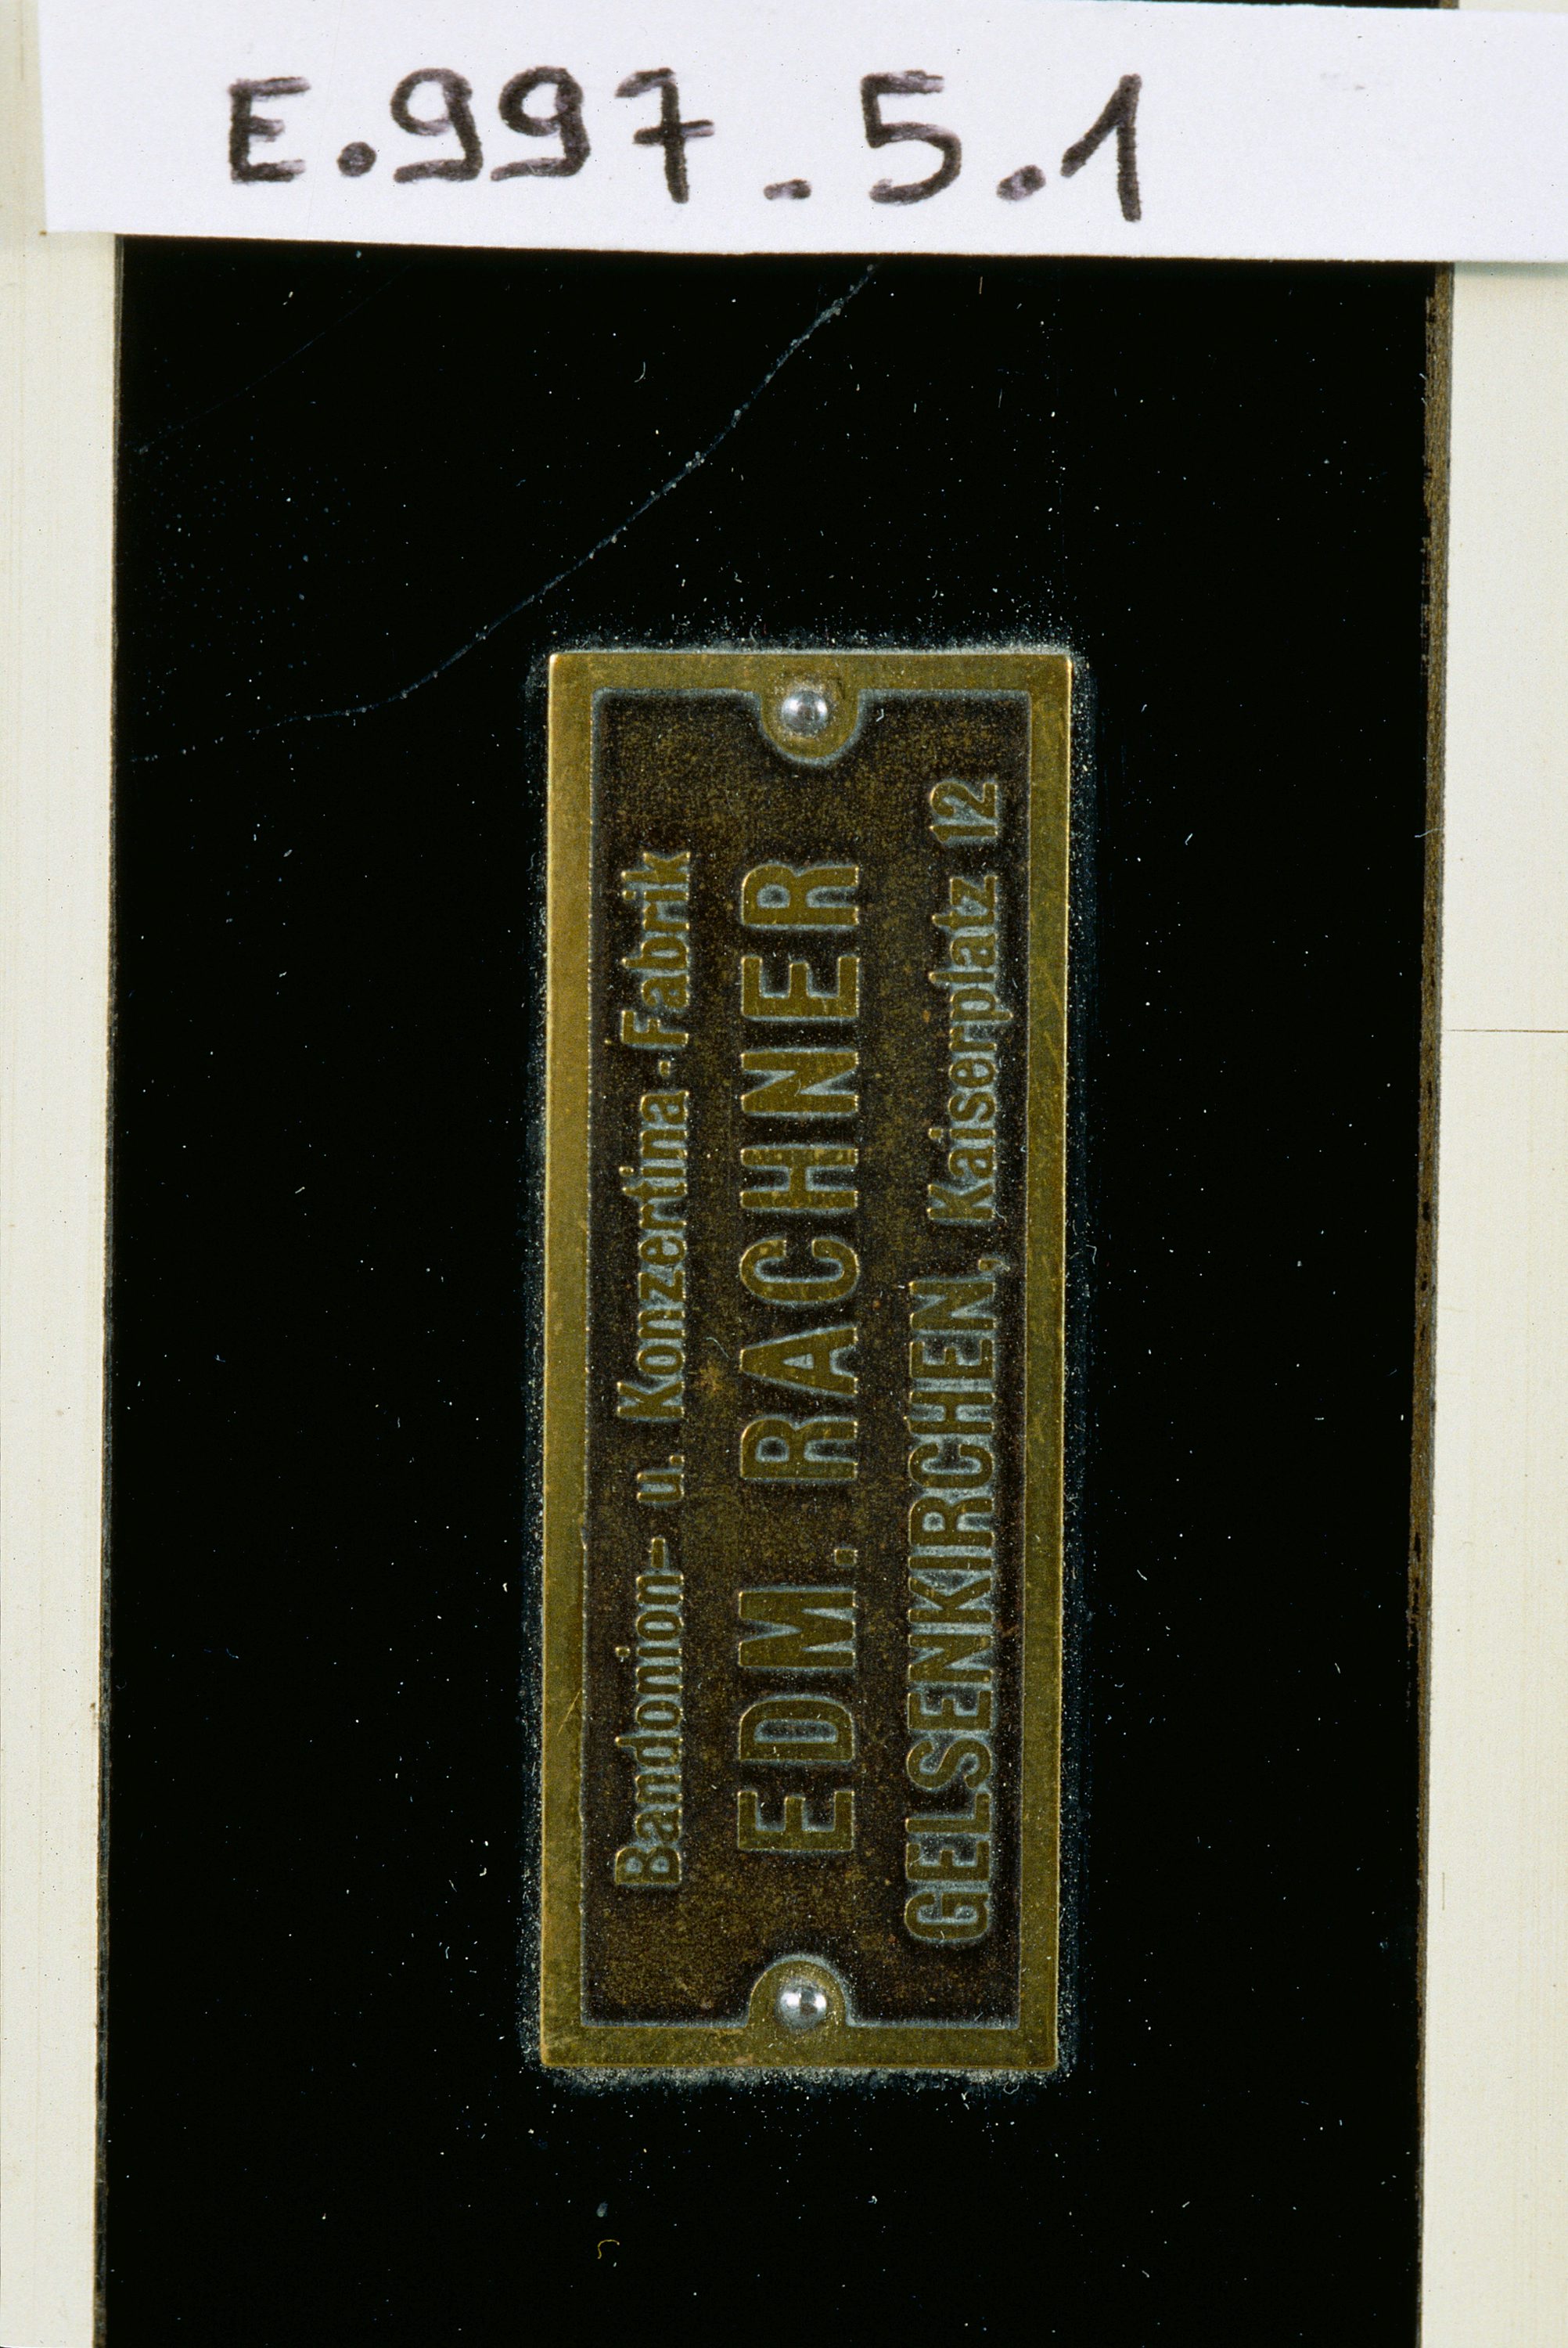 E.997.5.1
Bandonion- u. Konzertina-Fabrik
EDM. RACHNER
GELSENKIRCHEN, Kaiserplatz 12